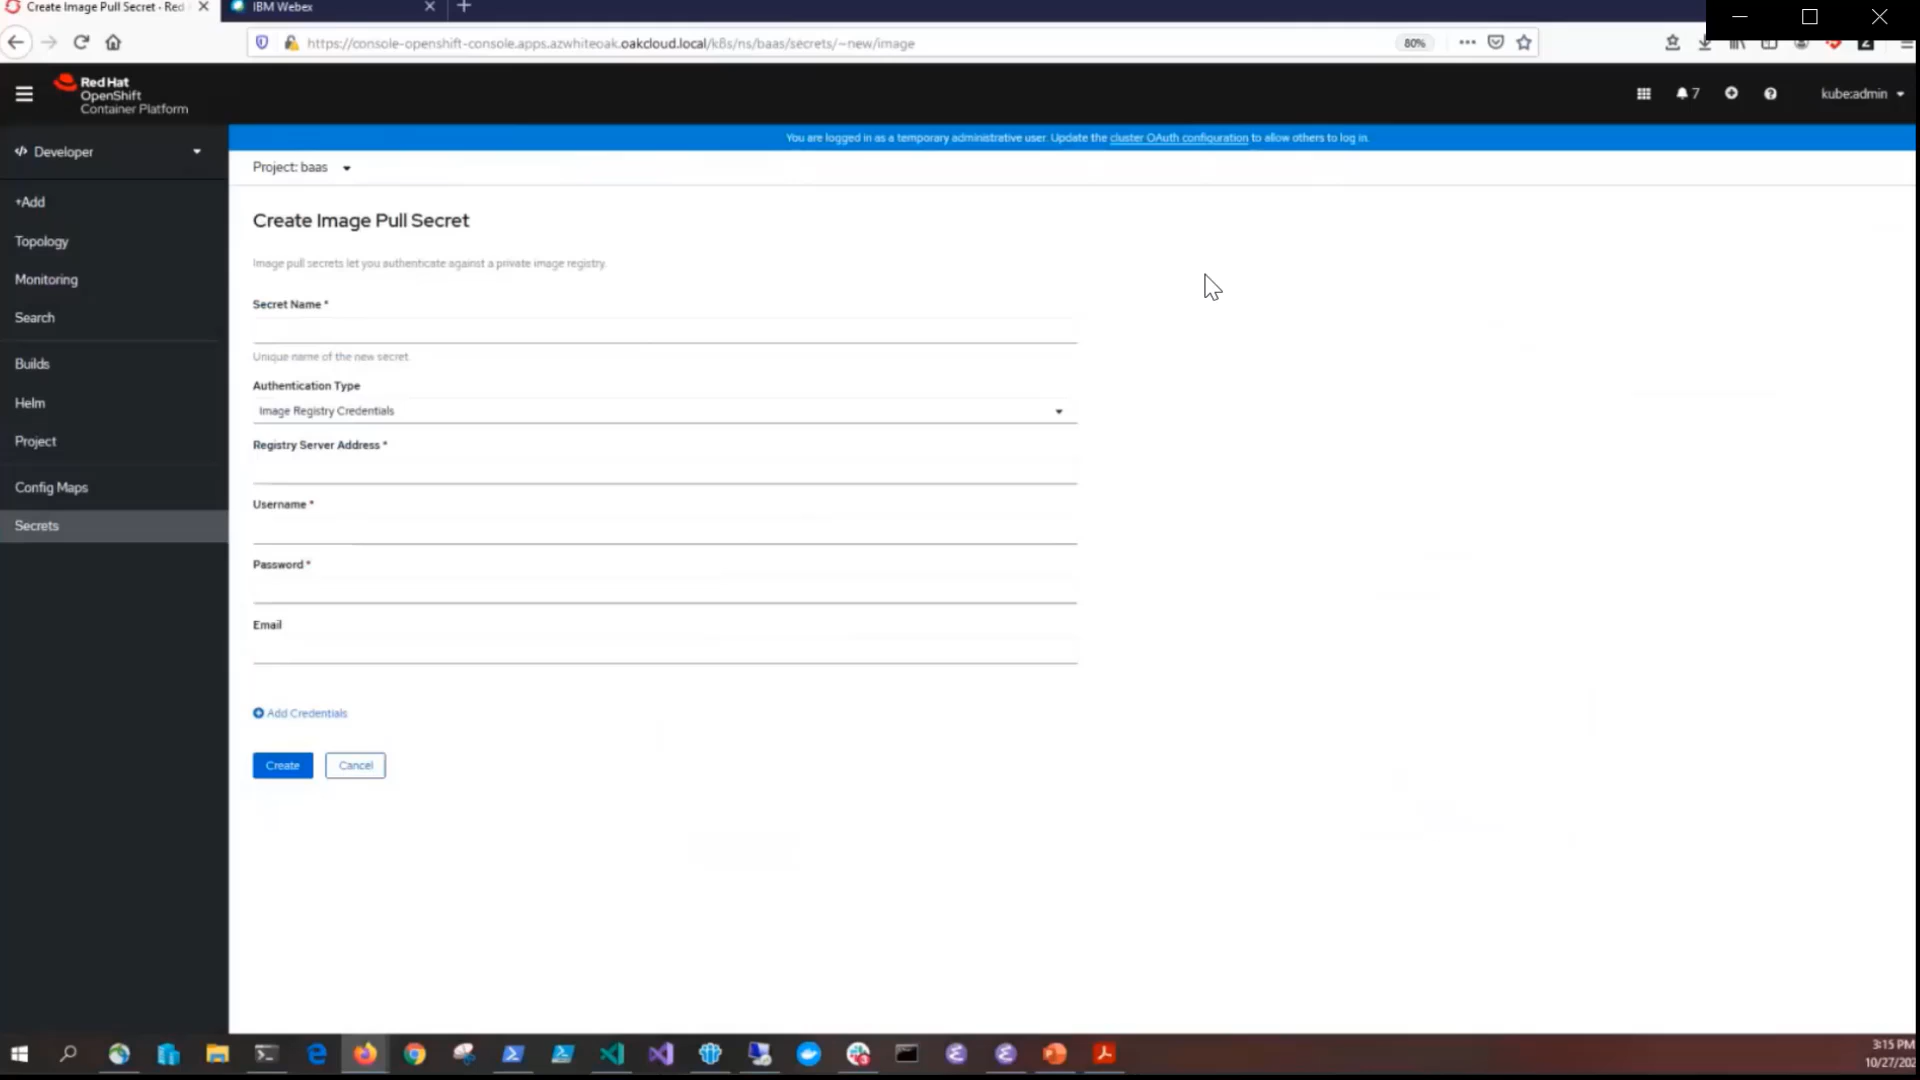 Create Image Pull Secret - Red
IBM Webex
https://console-openshift-console.apps.azwhiteoak.oakcloud.local/k8s/ns/baas/secrets/~new/image
80%
Red Hat
OpenShift
Container Platform
7
kube:admin
Developer
You are logged in as a temporary administrative user. Update the cluster OAuth configuration to allow others to log in.
Project: baas
+Add
Topology
Monitoring
Search
Builds
Helm
Project
Config Maps
Secrets
Create Image Pull Secret
Image pull secrets let you authenticate against a private image registry.
Secret Name *
Unique name of the new secret.
Authentication Type
Image Registry Credentials
Registry Server Address *
Username *
Password *
Email
Add Credentials
Create
Cancel
3:15 PM
10/27/202